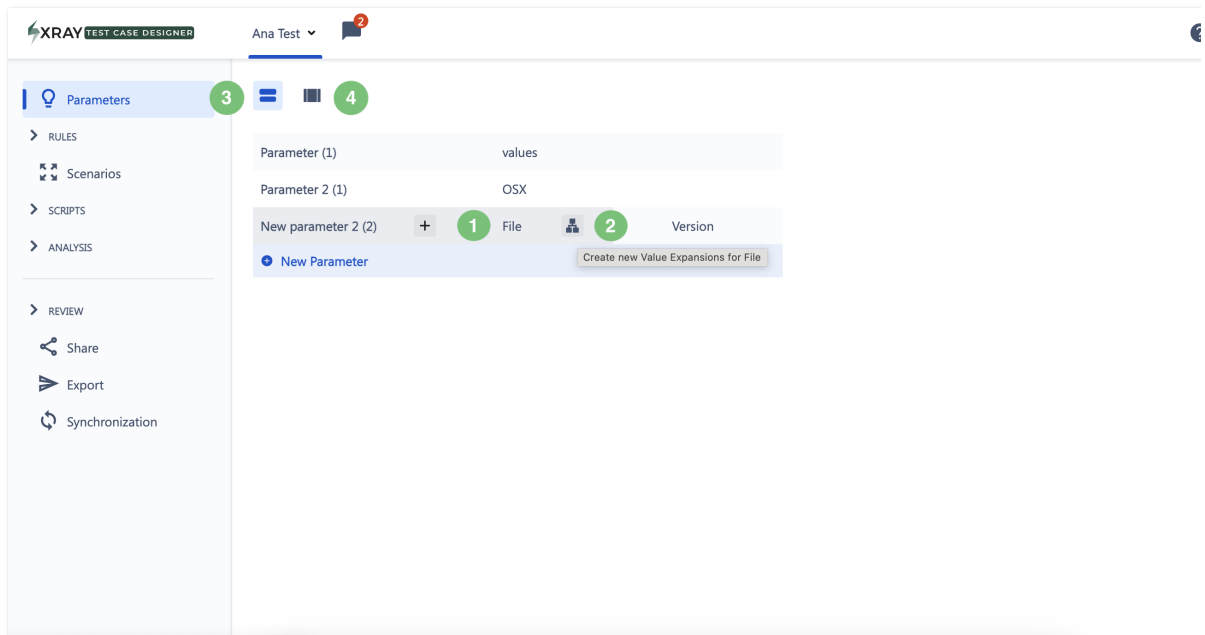 XRAY TEST CASE DESIGNER
Ana Test
2
?
Parameters
3
4
RULES
Scenarios
SCRIPTS
ANALYSIS
REVIEW
Share
Export
Synchronization
Parameter (1) values
Parameter 2 (1) OSX
New parameter 2 (2) + 1 File 2 Version
New Parameter
Create new Value Expansions for File